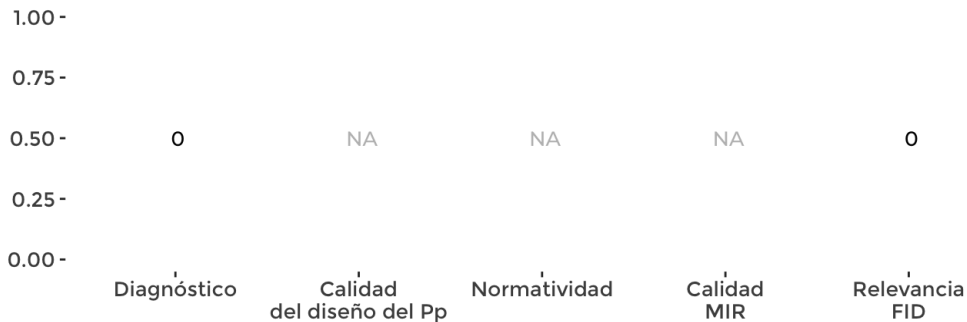 1.00
0.75
0.50
0.25
0.00
0 NA NA NA 0
Diagnóstico Calidad Normatividad Calidad Relevancia
del diseño del Pp MIR FID